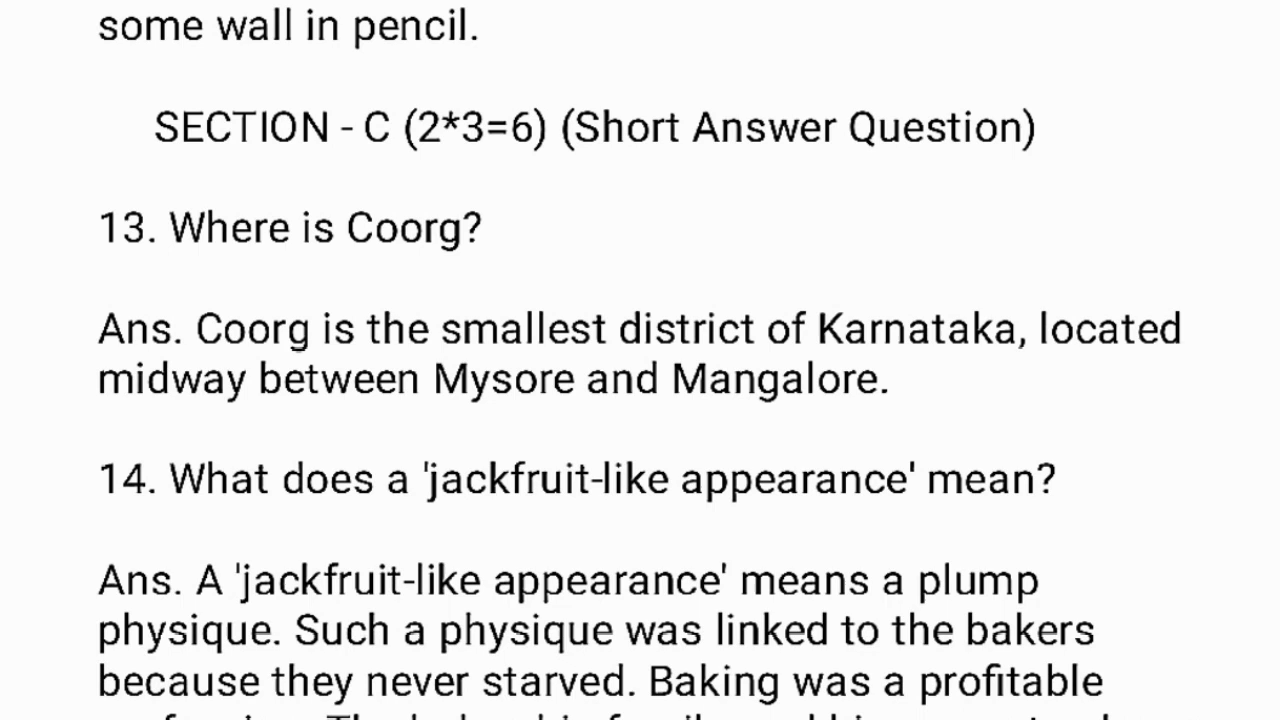 some wall in pencil.
SECTION - C (2*3=6) (Short Answer Question)
13. Where is Coorg?
Ans. Coorg is the smallest district of Karnataka, located
midway between Mysore and Mangalore.
14. What does a 'jackfruit-like appearance' mean?
Ans. A 'jackfruit-like appearance' means a plump
physique. Such a physique was linked to the bakers
because they never starved. Baking was a profitable